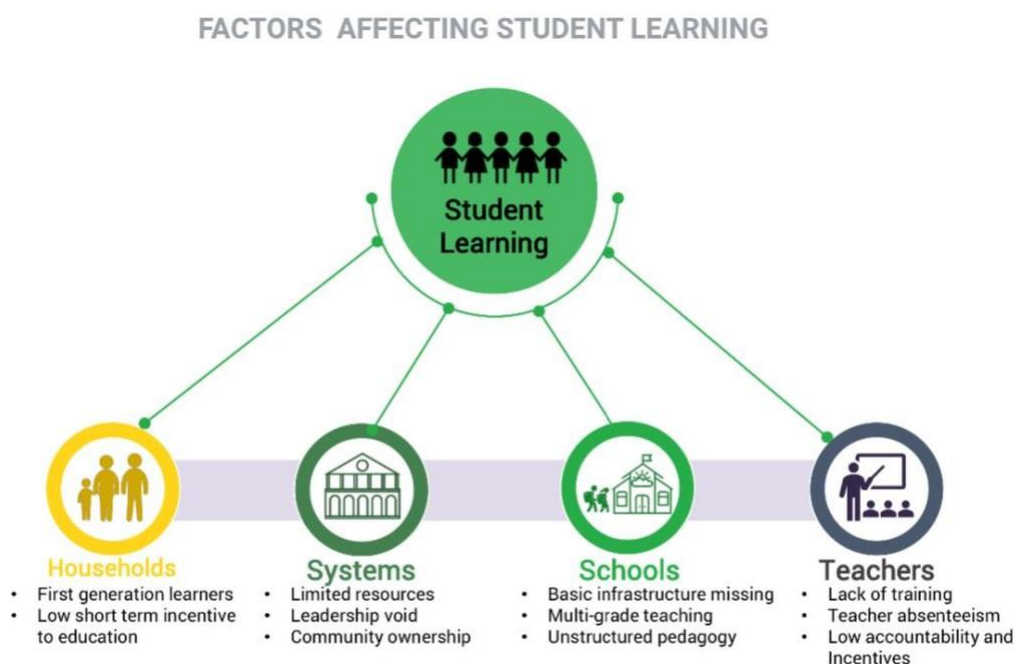 FACTORS AFFECTING STUDENT LEARNING
Student
Learning
Households
• First generation learners
• Low short term incentive
to education
Systems
• Limited resources
• Leadership void
• Community ownership
Schools
• Basic infrastructure missing
• Multi-grade teaching
• Unstructured pedagogy
Teachers
• Lack of training
• Teacher absenteeism
• Low accountability and
Incentives